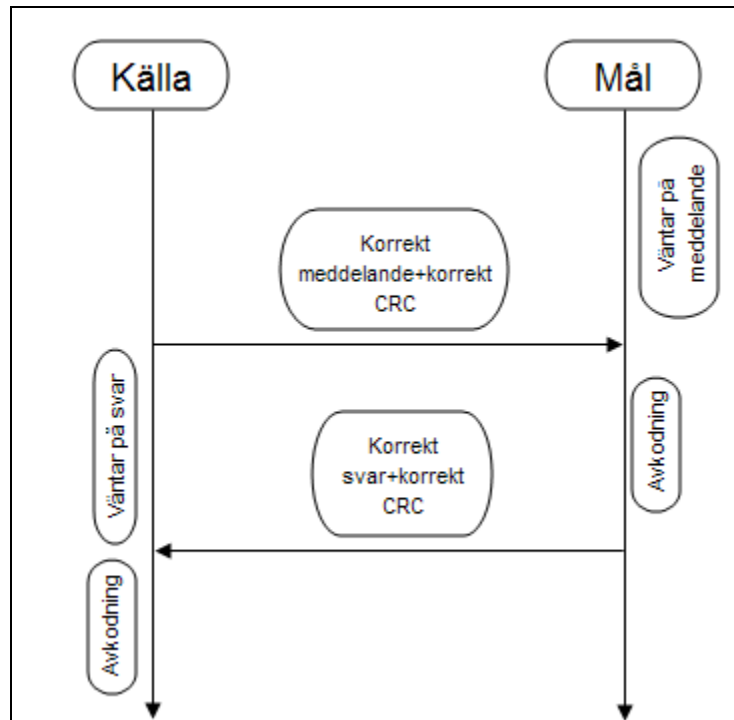 Källa
Mål
Väntar på
meddelande
Korrekt
meddelande+korrekt
CRC
Väntar på svar
Avkodning
Korrekt
svar+korrekt
CRC
Avkodning